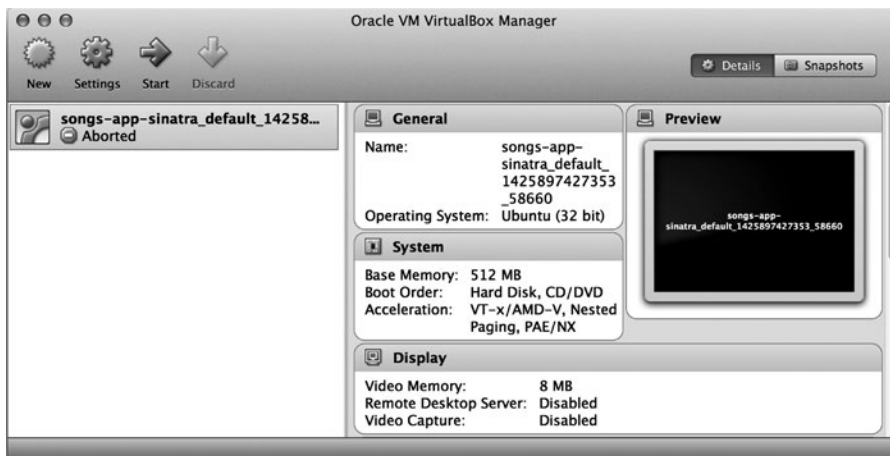 Oracle VM VirtualBox Manager
New
Settings
Start
Discard
Details
Snapshots
songs-app-sinatra_default_14258...
Aborted
General
Name: songs-app-
sinatra_default_
1425897427353
_58660
Operating System: Ubuntu (32 bit)
System
Base Memory: 512 MB
Boot Order: Hard Disk, CD/DVD
Acceleration: VT-x/AMD-V, Nested
Paging, PAE/NX
Preview
songs-app-
sinatra_default_1425897427353_58660
Display
Video Memory: 8 MB
Remote Desktop Server: Disabled
Video Capture: Disabled